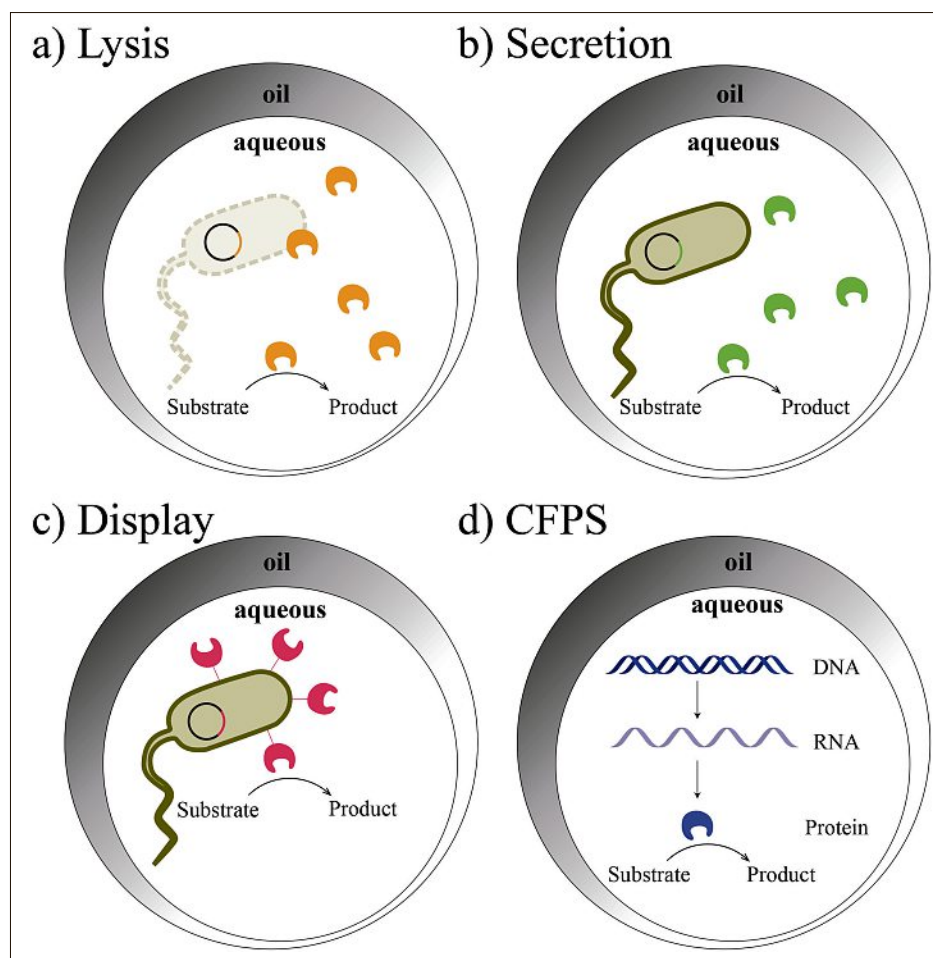 a) Lysis
oil
aqueous
Substrate
Product
b) Secretion
oil
aqueous
Substrate
Product
c) Display
oil
aqueous
Substrate
Product
d) CFPS
oil
aqueous
DNA
RNA
Protein
Substrate
Product